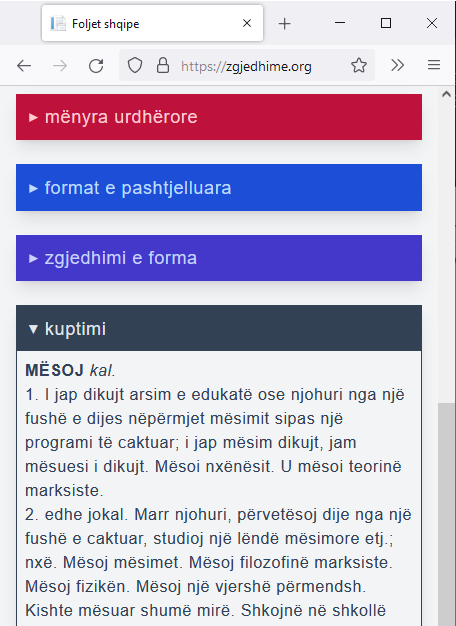 Foljet shqipe
https://zgjedhime.org
▸ mënyra urdhërore
▸ format e pashtjelluara
▸ zgjedhimi e forma
▾ kuptimi
MËSOJ kal.
1. I jap dikujt arsim e edukatë ose njohuri nga një
fushë e dijes nëpërmjet mësimit sipas një
programi të caktuar; i jap mësim dikujt, jam
mësuesi i dikujt. Mësoi nxënësit. U mësoi teorinë
marksiste.
2. edhe jokal. Marr njohuri, përvetësoj dije nga një
fushë e caktuar, studioj një lëndë mësimore etj.;
nxë. Mësoj mësimet. Mësoj filozofinë marksiste.
Mësoj fizikën. Mësoj një vjershë përmendsh.
Kishte mësuar shumë mirë. Shkojnë në shkollë